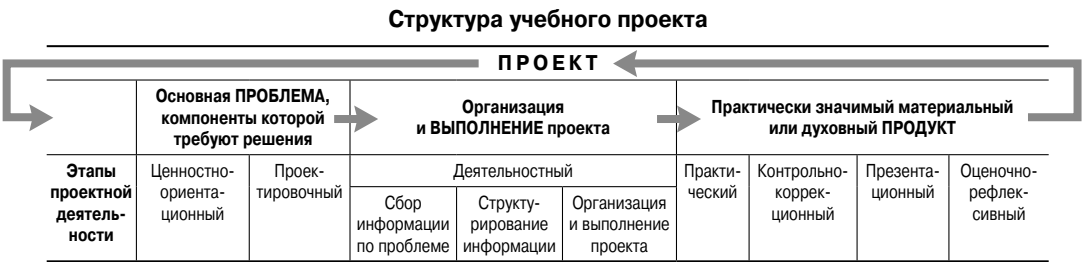 Структура учебного проекта
ПРОЕКТ
Основная ПРОБЛЕМА,
компоненты которой
требуют решения
Организация
и ВЫПОЛНЕНИЕ проекта
Практически значимый материальный
или духовный ПРОДУКТ
Этапы
проектной
деятель-
ности
Ценностно-
ориента-
ционный
Проек-
тировочный
Деятельностный
Сбор
информации
по проблеме
Структу-
рирование
информации
Организация
и выполнение
проекта
Практи-
ческий
Контрольно-
коррек-
ционный
Презента-
ционный
Оценочно-
рефлек-
сивный